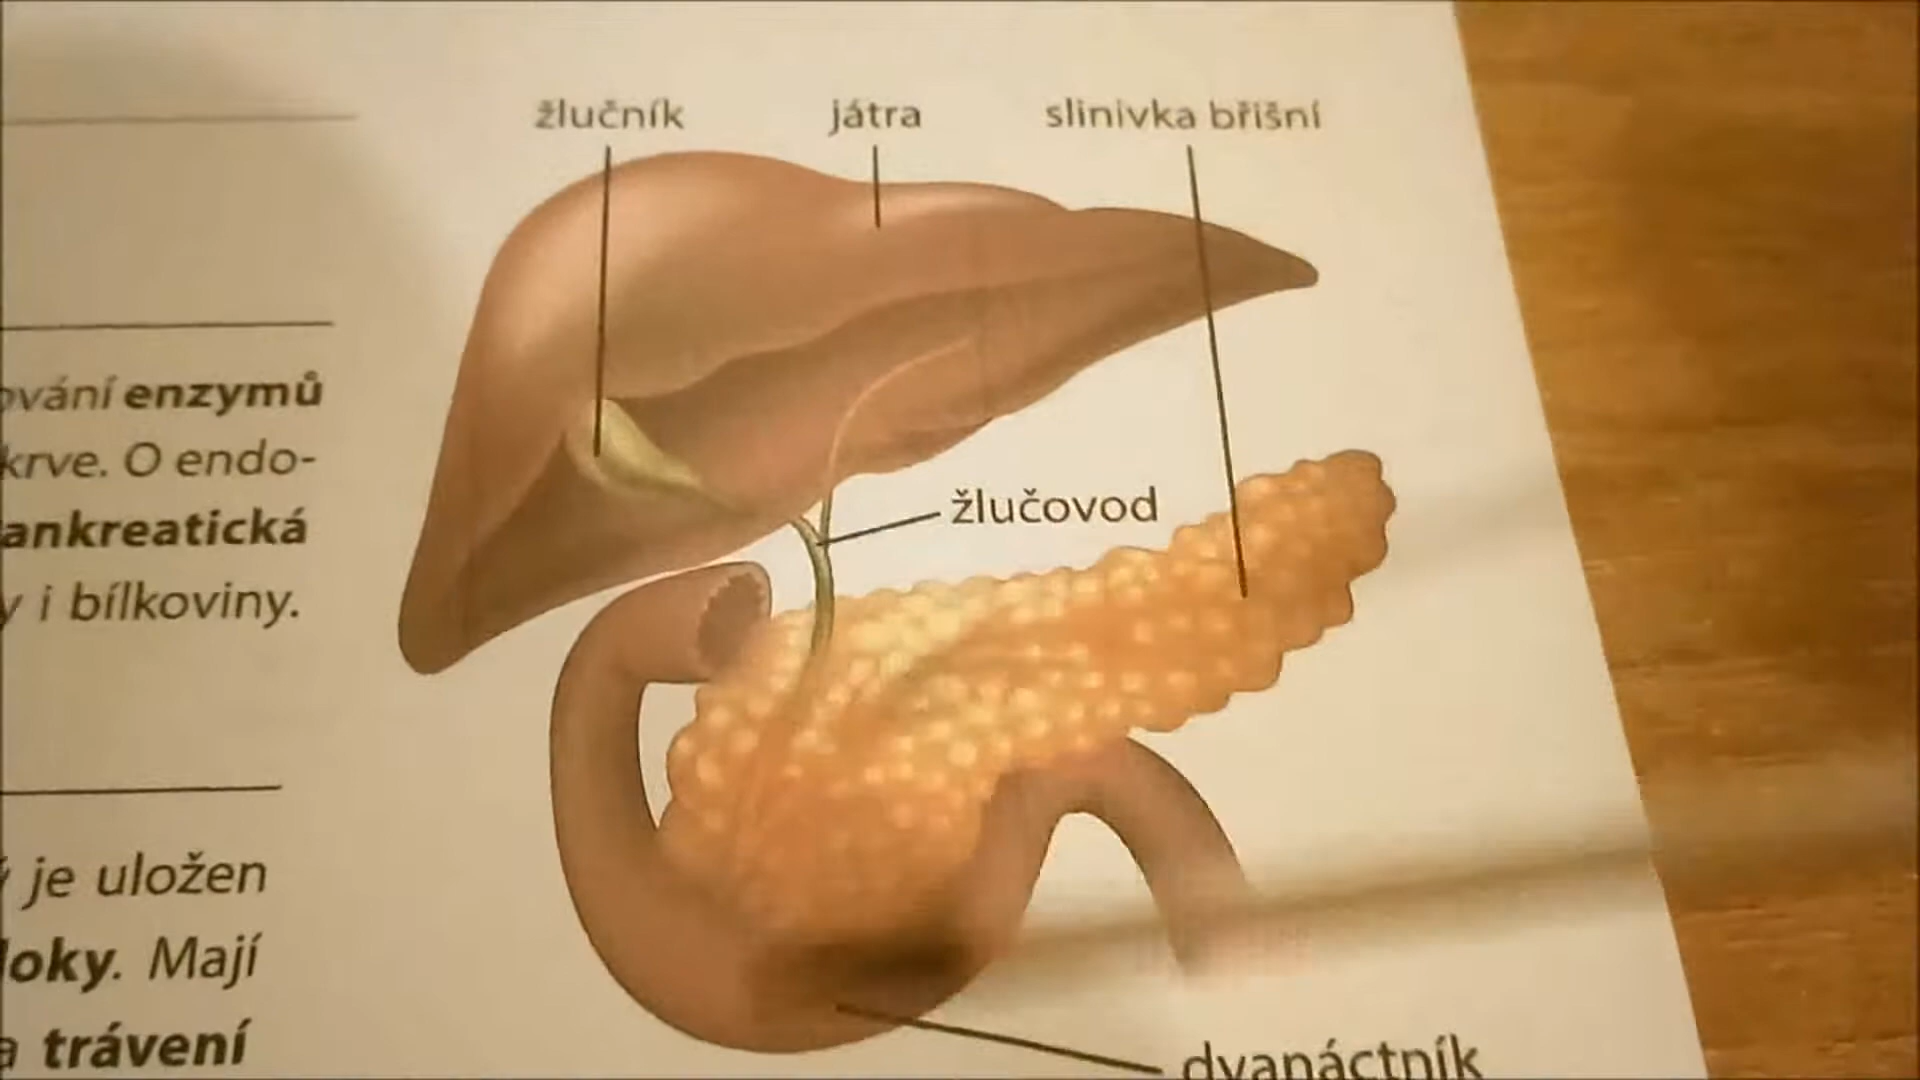 žlučník játra slinivka břišní
ování enzymů
krve. O endo-
žlučovod
ankreatická
y i bílkoviny.
je uložen
loky. Mají
a trávení
dvanáctník